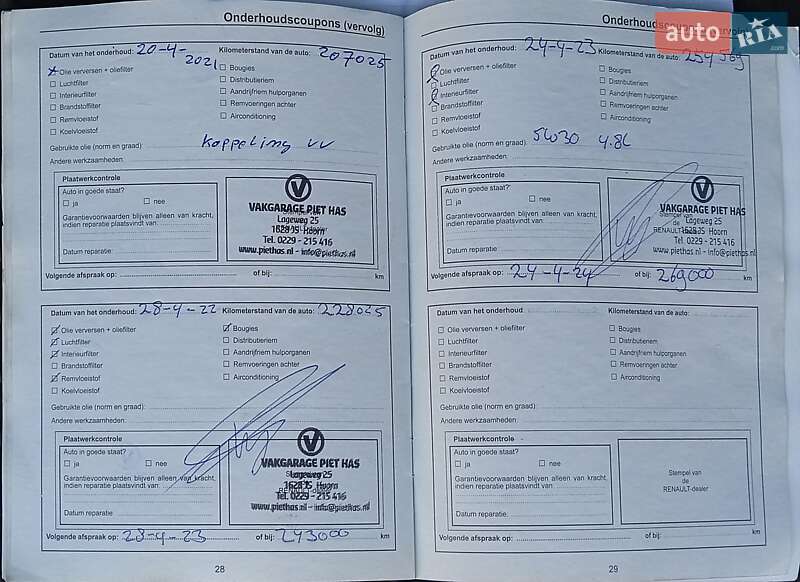 Onderhoudscoupons (vervolg)
Datum van het onderhoud: 20-4-2021 Kilometerstand van de auto: 207025
Olie verversen + oliefilter Bougies
Luchtfilter Distributieriem
Interieurfilter Aandrijfriem hulporganen
Brandstoffilter Remvoeringen achter
Remvloeistof Airconditioning
Koelvloeistof
Gebruikte olie (norm en graad): Koppeling vv
Andere werkzaamheden:
Plaatwerkcontrole
Auto in goede staat?
ja nee
Garantievoorwaarden blijven alleen van kracht,
indien reparatie plaatsvindt van:
Datum reparatie:
VAKGARAGE PIET HAS
Stempel van
Lageweg 25
1628 JS Hoorn
Tel. 0229 - 215 416
www.piethas.nl - info@piethas.nl
Volgende afspraak op: of bij: km
Datum van het onderhoud: 28-4-22 Kilometerstand van de auto: 228025
Olie verversen + oliefilter Bougies
Luchtfilter Distributieriem
Interieurfilter Aandrijfriem hulporganen
Brandstoffilter Remvoeringen achter
Remvloeistof Airconditioning
Koelvloeistof
Gebruikte olie (norm en graad):
Andere werkzaamheden:
Plaatwerkcontrole
Auto in goede staat?
ja nee
Garantievoorwaarden blijven alleen van kracht,
indien reparatie plaatsvindt van:
Datum reparatie:
VAKGARAGE PIET HAS
Lageweg 25
1628 JS Hoorn
Tel. 0229 - 215 416
www.piethas.nl - info@piethas.nl
Volgende afspraak op: 28-4-23 of bij: 243000 km
28
Onderhoudscoupons (vervolg)
autoRIA.com
Datum van het onderhoud: 24-4-23 Kilometerstand van de auto: 254569
Olie verversen + oliefilter Bougies
Luchtfilter Distributieriem
Interieurfilter Aandrijfriem hulporganen
Brandstoffilter Remvoeringen achter
Remvloeistof Airconditioning
Koelvloeistof
Gebruikte olie (norm en graad): 5W30 4.8L
Andere werkzaamheden:
Plaatwerkcontrole
Auto in goede staat?
ja nee
Garantievoorwaarden blijven alleen van kracht,
indien reparatie plaatsvindt van:
Datum reparatie:
VAKGARAGE PIET HAS
Stempel van
Lageweg 25
de
1628 JS Hoorn
RENAULT
Tel. 0229 - 215 416
www.piethas.nl - info@piethas.nl
Volgende afspraak op: 24-4-24 of bij: 269000 km
Datum van het onderhoud: Kilometerstand van de auto:
Olie verversen + oliefilter Bougies
Luchtfilter Distributieriem
Interieurfilter Aandrijfriem hulporganen
Brandstoffilter Remvoeringen achter
Remvloeistof Airconditioning
Koelvloeistof
Gebruikte olie (norm en graad):
Andere werkzaamheden:
Plaatwerkcontrole
Auto in goede staat?
ja nee
Garantievoorwaarden blijven alleen van kracht,
indien reparatie plaatsvindt van:
Datum reparatie:
Stempel van
de
RENAULT-dealer
Volgende afspraak op: of bij: km
29